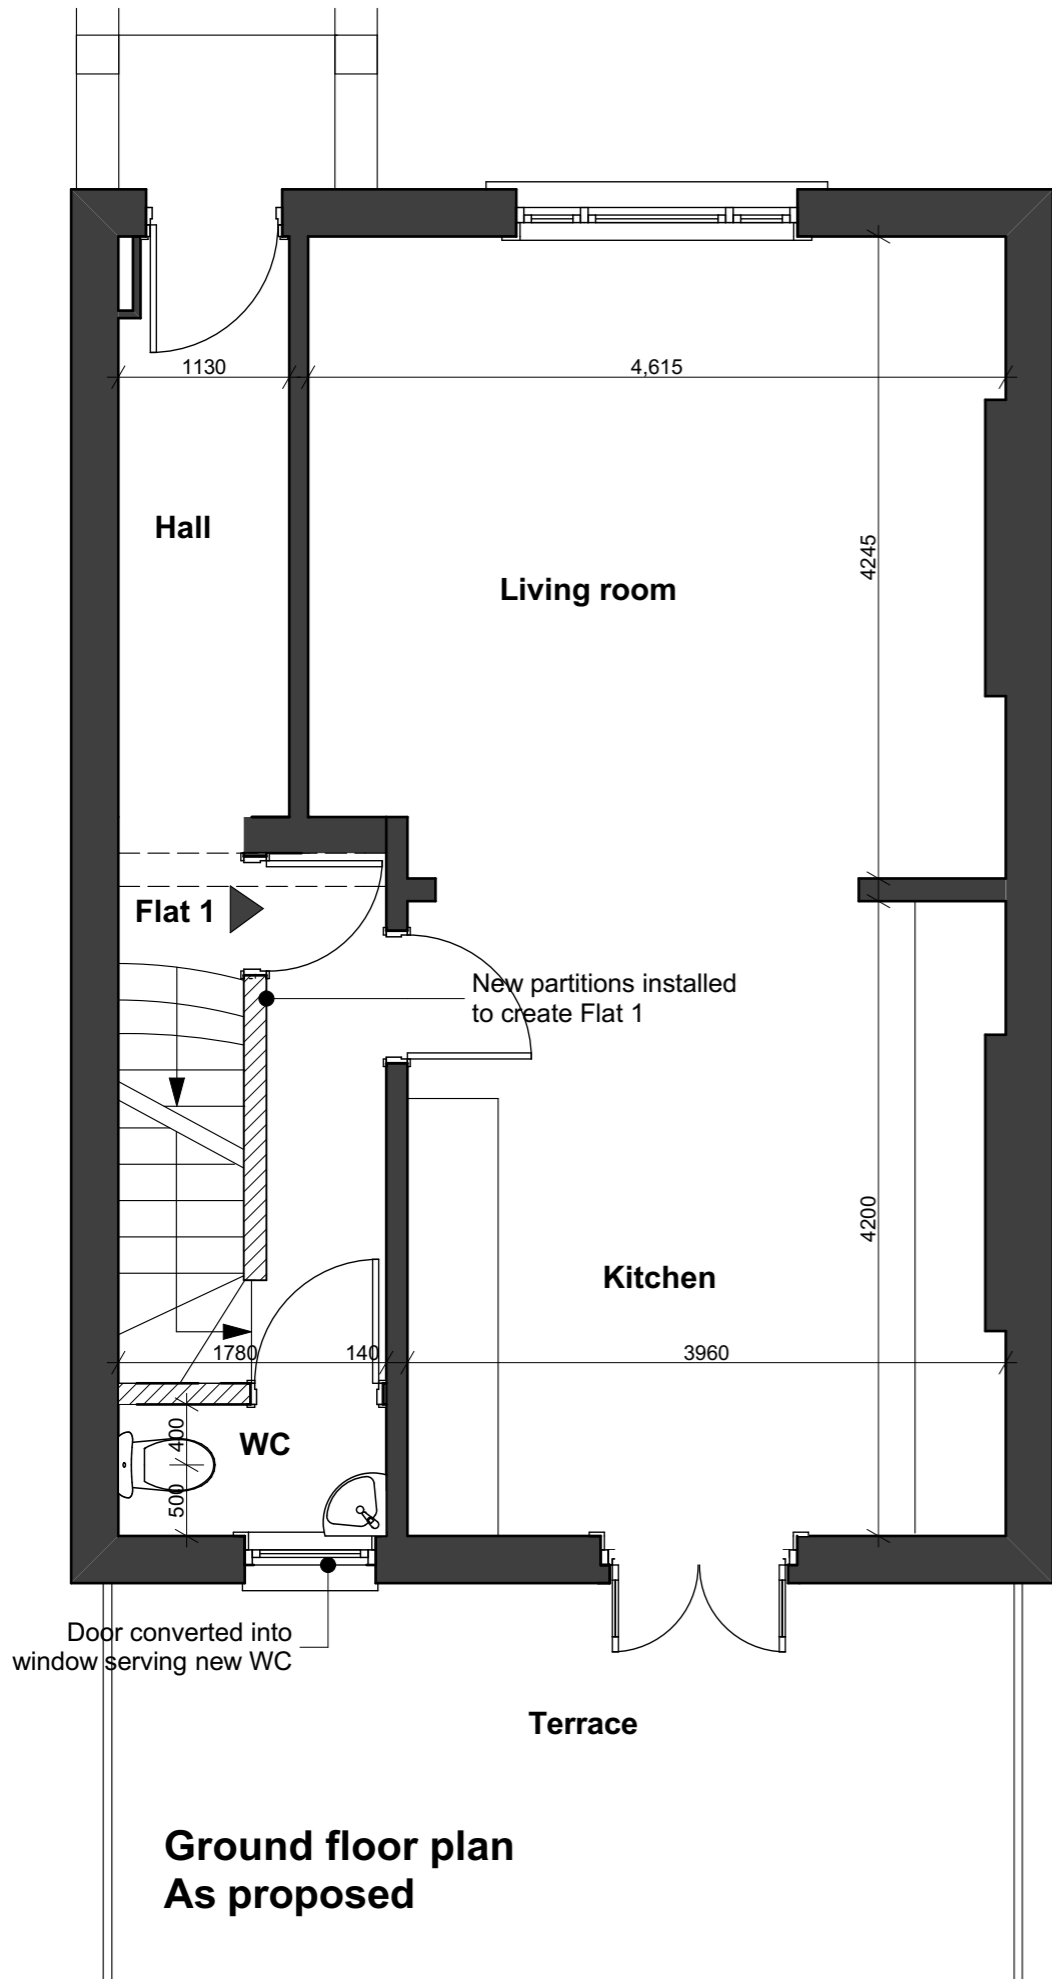 1130
4,615
Hall
4245
Living room
Flat 1
New partitions installed
to create Flat 1
4200
Kitchen
1780
140
3960
400
WC
500
Door converted into
window serving new WC
Terrace
Ground floor plan
As proposed